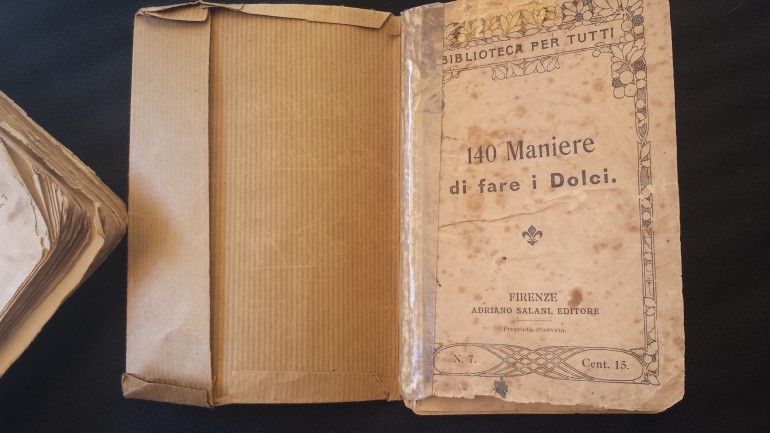 BIBLIOTECA PER TUTTI
140 Maniere
di fare i Dolci.
FIRENZE
ADRIANO SALANI, EDITORE
Proprietà riservata.
N. 7.
Cent. 15.